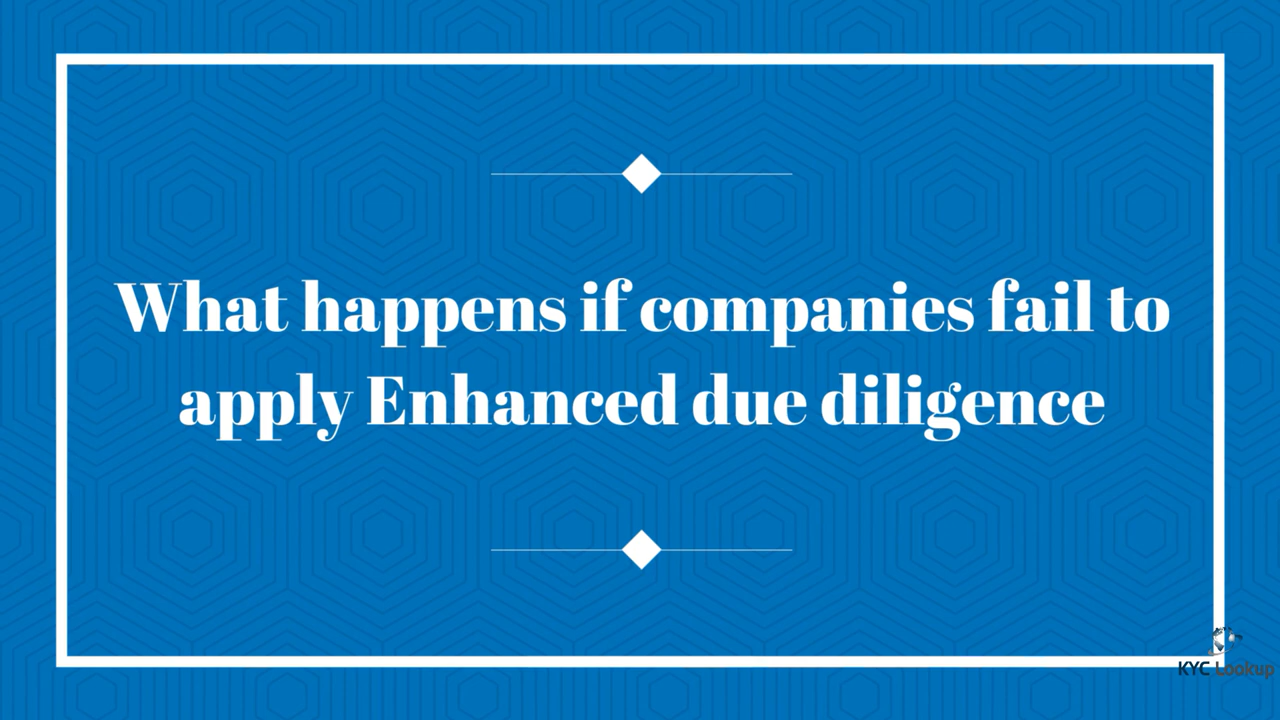 What happens if companies fail to
apply Enhanced due diligence
KYC Lookup